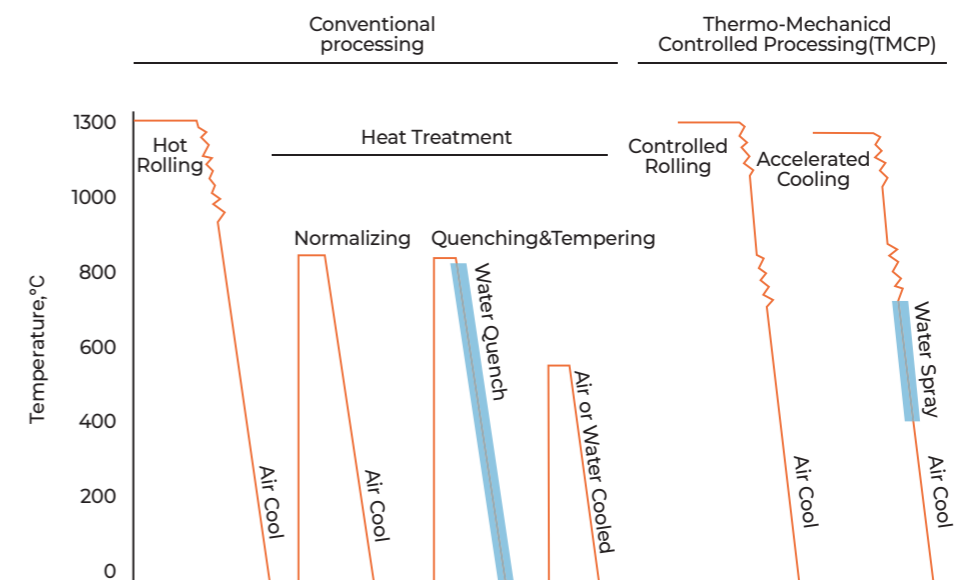 Conventional
processing
Thermo-Mechanicd
Controlled Processing(TMCP)
1300
1000
800
600
400
200
0
Temperature,°C
Hot
Rolling
Heat Treatment
Normalizing
Quenching&Tempering
Controlled
Rolling
Accelerated
Cooling
Water Quench
Air or Water Cooled
Water Spray
Air Cool
Air Cool
Air Cool
Air Cool